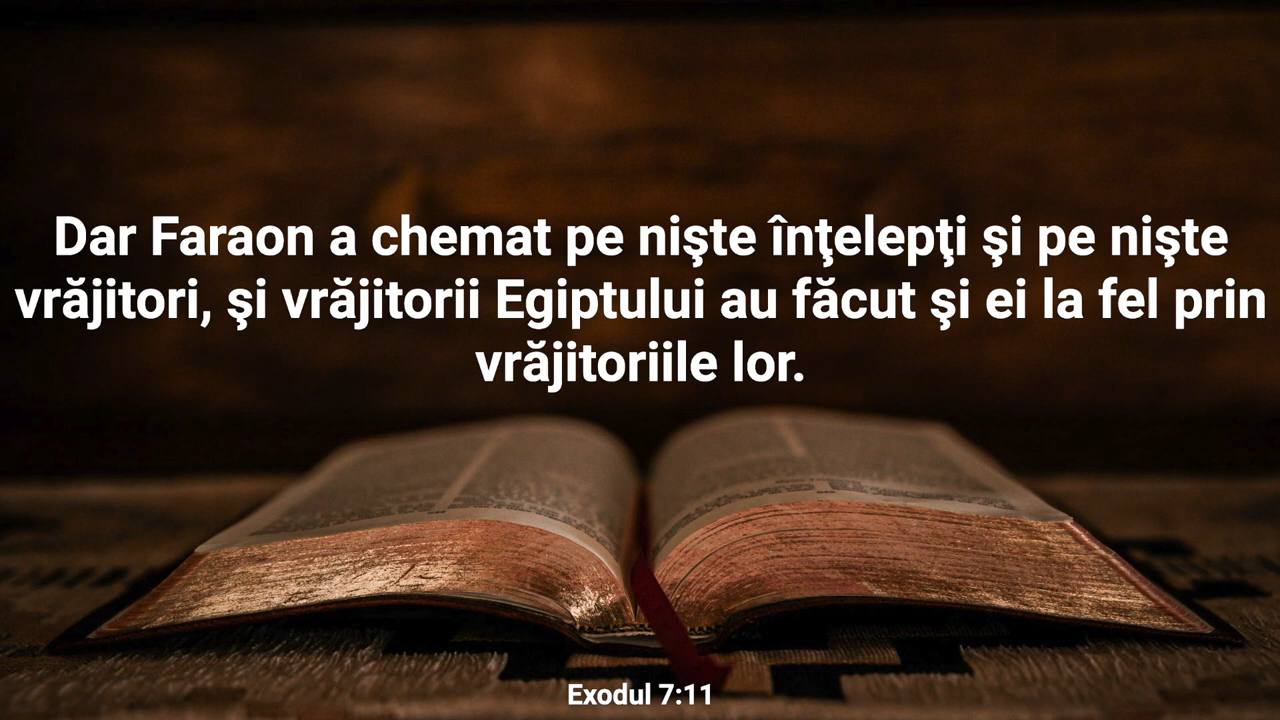 Dar Faraon a chemat pe nişte înţelepţi şi pe nişte
vrăjitori, şi vrăjitorii Egiptului au făcut şi ei la fel prin
vrăjitoriile lor.
Exodul 7:11